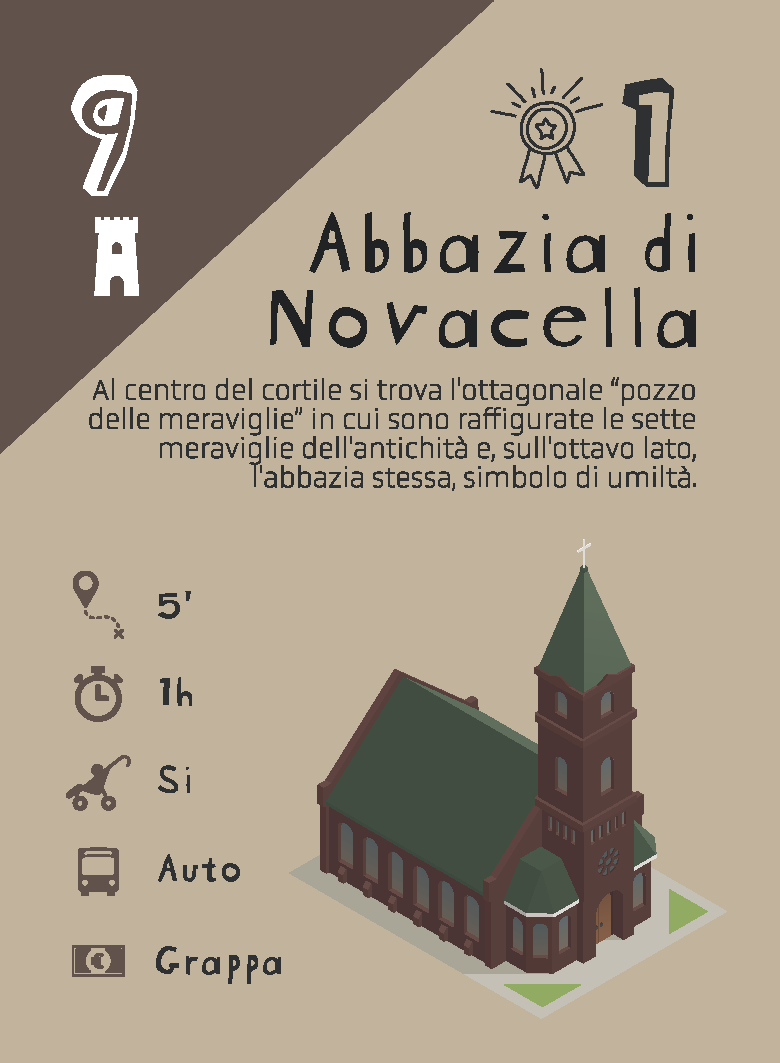 9
1
Abbazia di
Novacella
Al centro del cortile si trova l'ottagonale “pozzo
delle meraviglie” in cui sono raffigurate le sette
meraviglie dell'antichità e, sull'ottavo lato,
l'abbazia stessa, simbolo di umiltà.
5'
1h
Si
Auto
Grappa